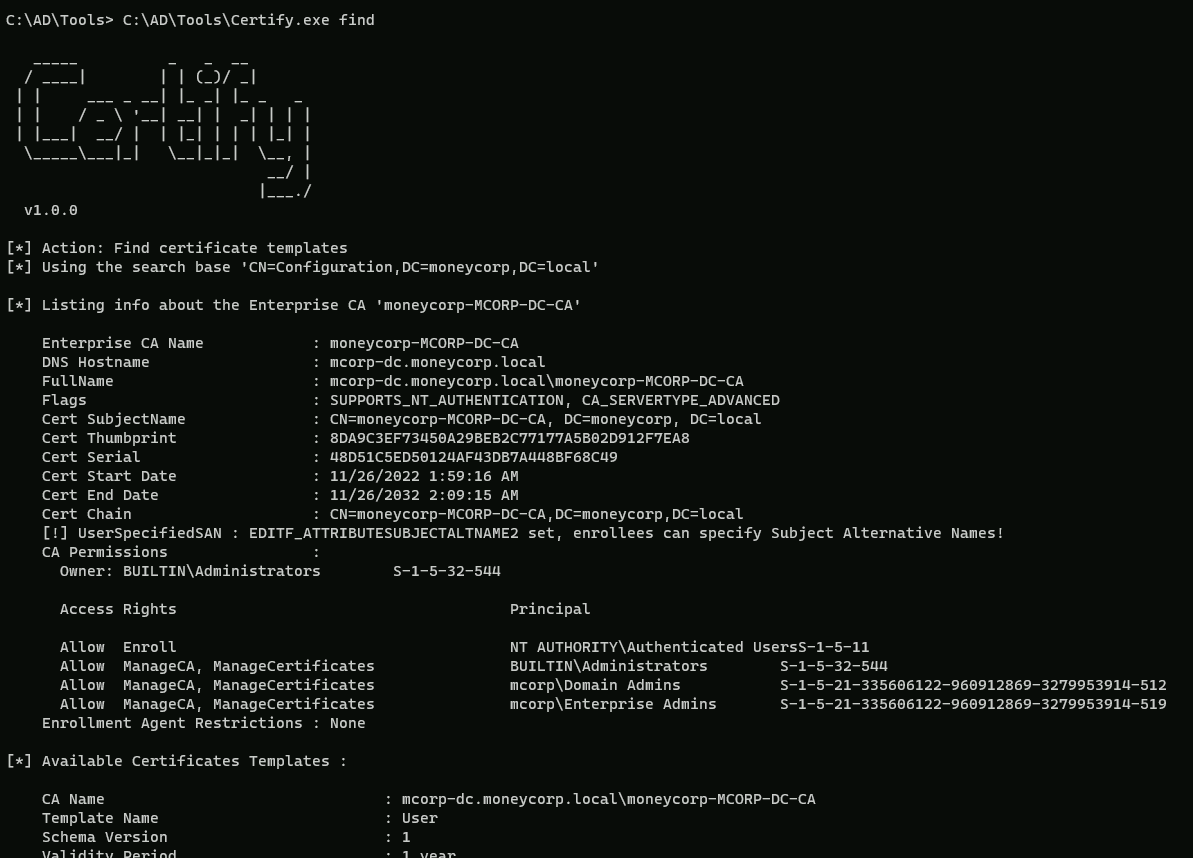 C:\AD\Tools> C:\AD\Tools\Certify.exe find
   _____          _   _  __
  / ____|        | | (_)/ _|
 | |     ___ _ __| |_ _| |_ _   _
 | |    / _ \ '__| __| |  _| | | |
 | |___|  __/ |  | |_| | | | |_| |
  \_____\___|_|   \__|_|_|  \__, |
                             __/ |
                            |___./
  v1.0.0
[*] Action: Find certificate templates
[*] Using the search base 'CN=Configuration,DC=moneycorp,DC=local'
[*] Listing info about the Enterprise CA 'moneycorp-MCORP-DC-CA'
    Enterprise CA Name            : moneycorp-MCORP-DC-CA
    DNS Hostname                  : mcorp-dc.moneycorp.local
    FullName                      : mcorp-dc.moneycorp.local\moneycorp-MCORP-DC-CA
    Flags                         : SUPPORTS_NT_AUTHENTICATION, CA_SERVERTYPE_ADVANCED
    Cert SubjectName              : CN=moneycorp-MCORP-DC-CA, DC=moneycorp, DC=local
    Cert Thumbprint               : 8DA9C3EF73450A29BEB2C77177A5B02D912F7EA8
    Cert Serial                   : 48D51C5ED50124AF43DB7A448BF68C49
    Cert Start Date               : 11/26/2022 1:59:16 AM
    Cert End Date                 : 11/26/2032 2:09:15 AM
    Cert Chain                    : CN=moneycorp-MCORP-DC-CA,DC=moneycorp,DC=local
    [!] UserSpecifiedSAN : EDITF_ATTRIBUTESUBJECTALTNAME2 set, enrollees can specify Subject Alternative Names!
    CA Permissions                :
      Owner: BUILTIN\Administrators        S-1-5-32-544
      Access Rights                                     Principal
      Allow  Enroll                                     NT AUTHORITY\Authenticated UsersS-1-5-11
      Allow  ManageCA, ManageCertificates               BUILTIN\Administrators        S-1-5-32-544
      Allow  ManageCA, ManageCertificates               mcorp\Domain Admins           S-1-5-21-335606122-960912869-3279953914-512
      Allow  ManageCA, ManageCertificates               mcorp\Enterprise Admins       S-1-5-21-335606122-960912869-3279953914-519
    Enrollment Agent Restrictions : None
[*] Available Certificates Templates :
    CA Name                               : mcorp-dc.moneycorp.local\moneycorp-MCORP-DC-CA
    Template Name                         : User
    Schema Version                        : 1
    Validity Period                       : 1 year